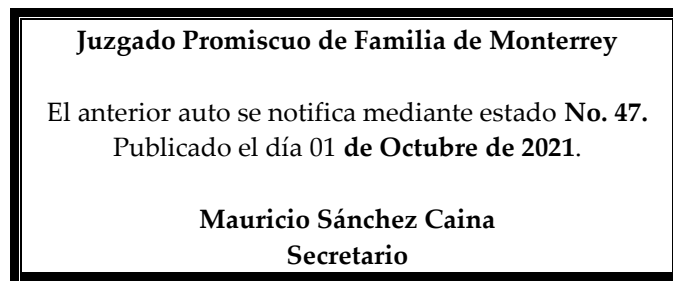 Juzgado Promiscuo de Familia de Monterrey
El anterior auto se notifica mediante estado No. 47.
Publicado el día 01 de Octubre de 2021.
Mauricio Sánchez Caina
Secretario